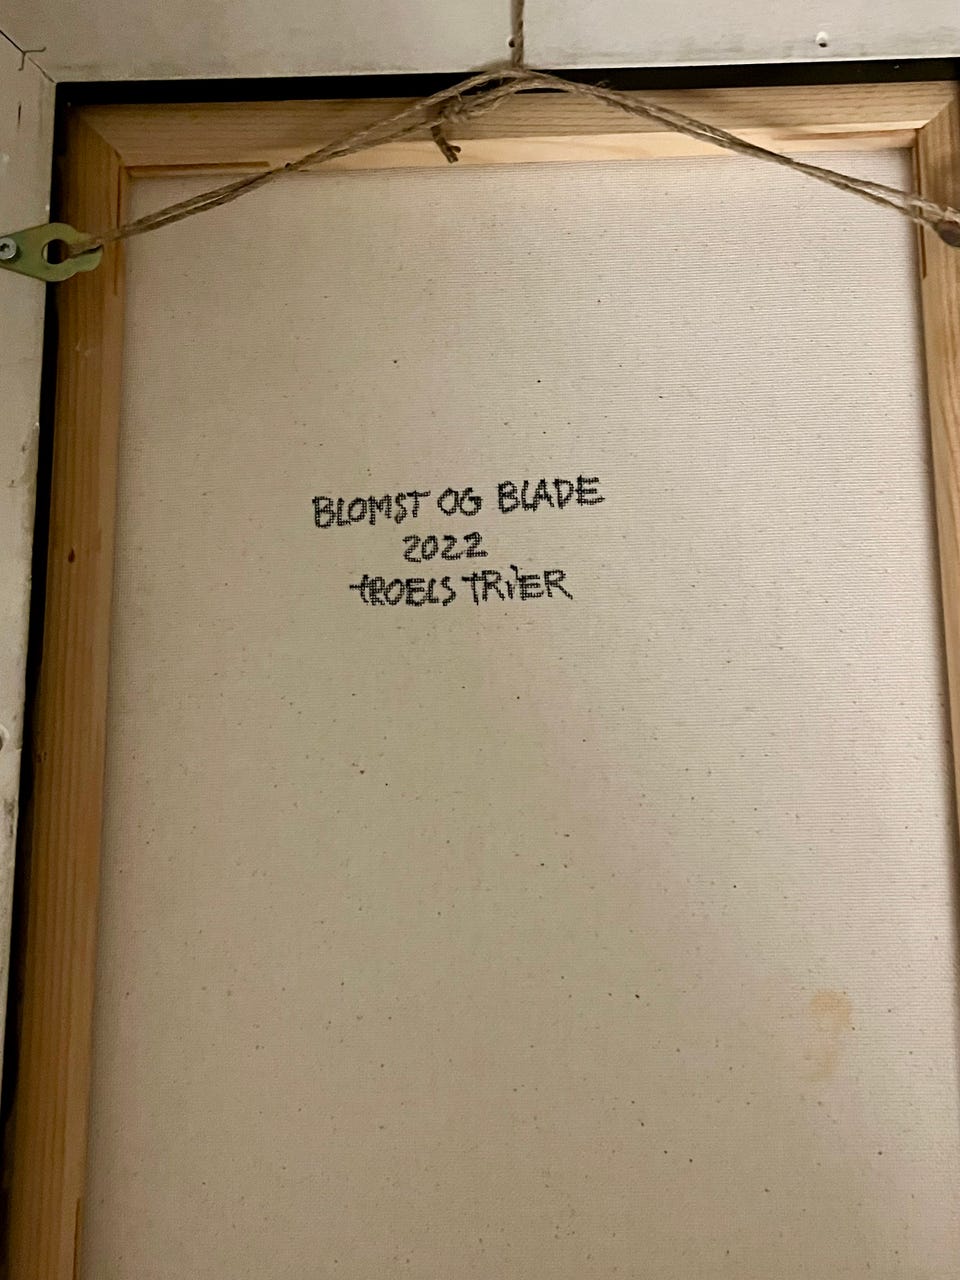 BLOMST OG BLADE
2022
tROELS TRiER